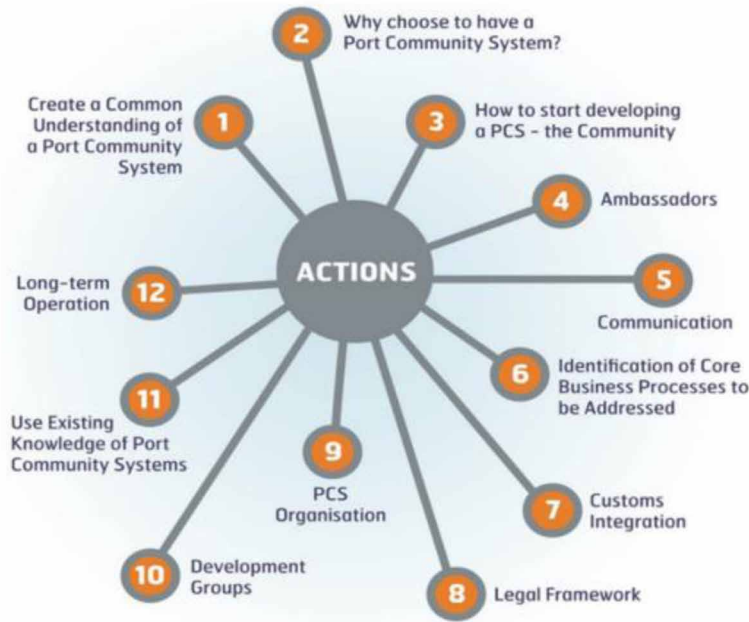 1
Create a Common
Understanding of
a Port Community
System
2
Why choose to have a
Port Community System?
3
How to start developing
a PCS - the Community
4
Ambassadors
5
Communication
6
Identification of Core
Business Processes to
be Addressed
7
Customs
Integration
8
Legal Framework
9
PCS
Organisation
10
Development
Groups
11
Use Existing
Knowledge of Port
Community Systems
12
Long-term
Operation
ACTIONS